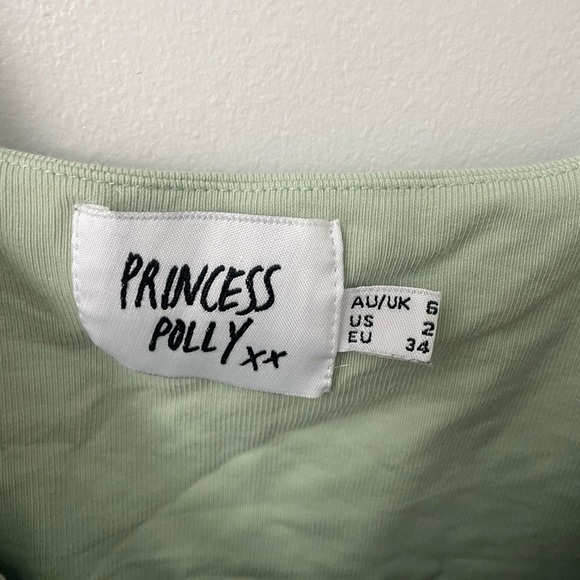 PRINCESS
POLLY xx
AU/UK 6
US 2
EU 34